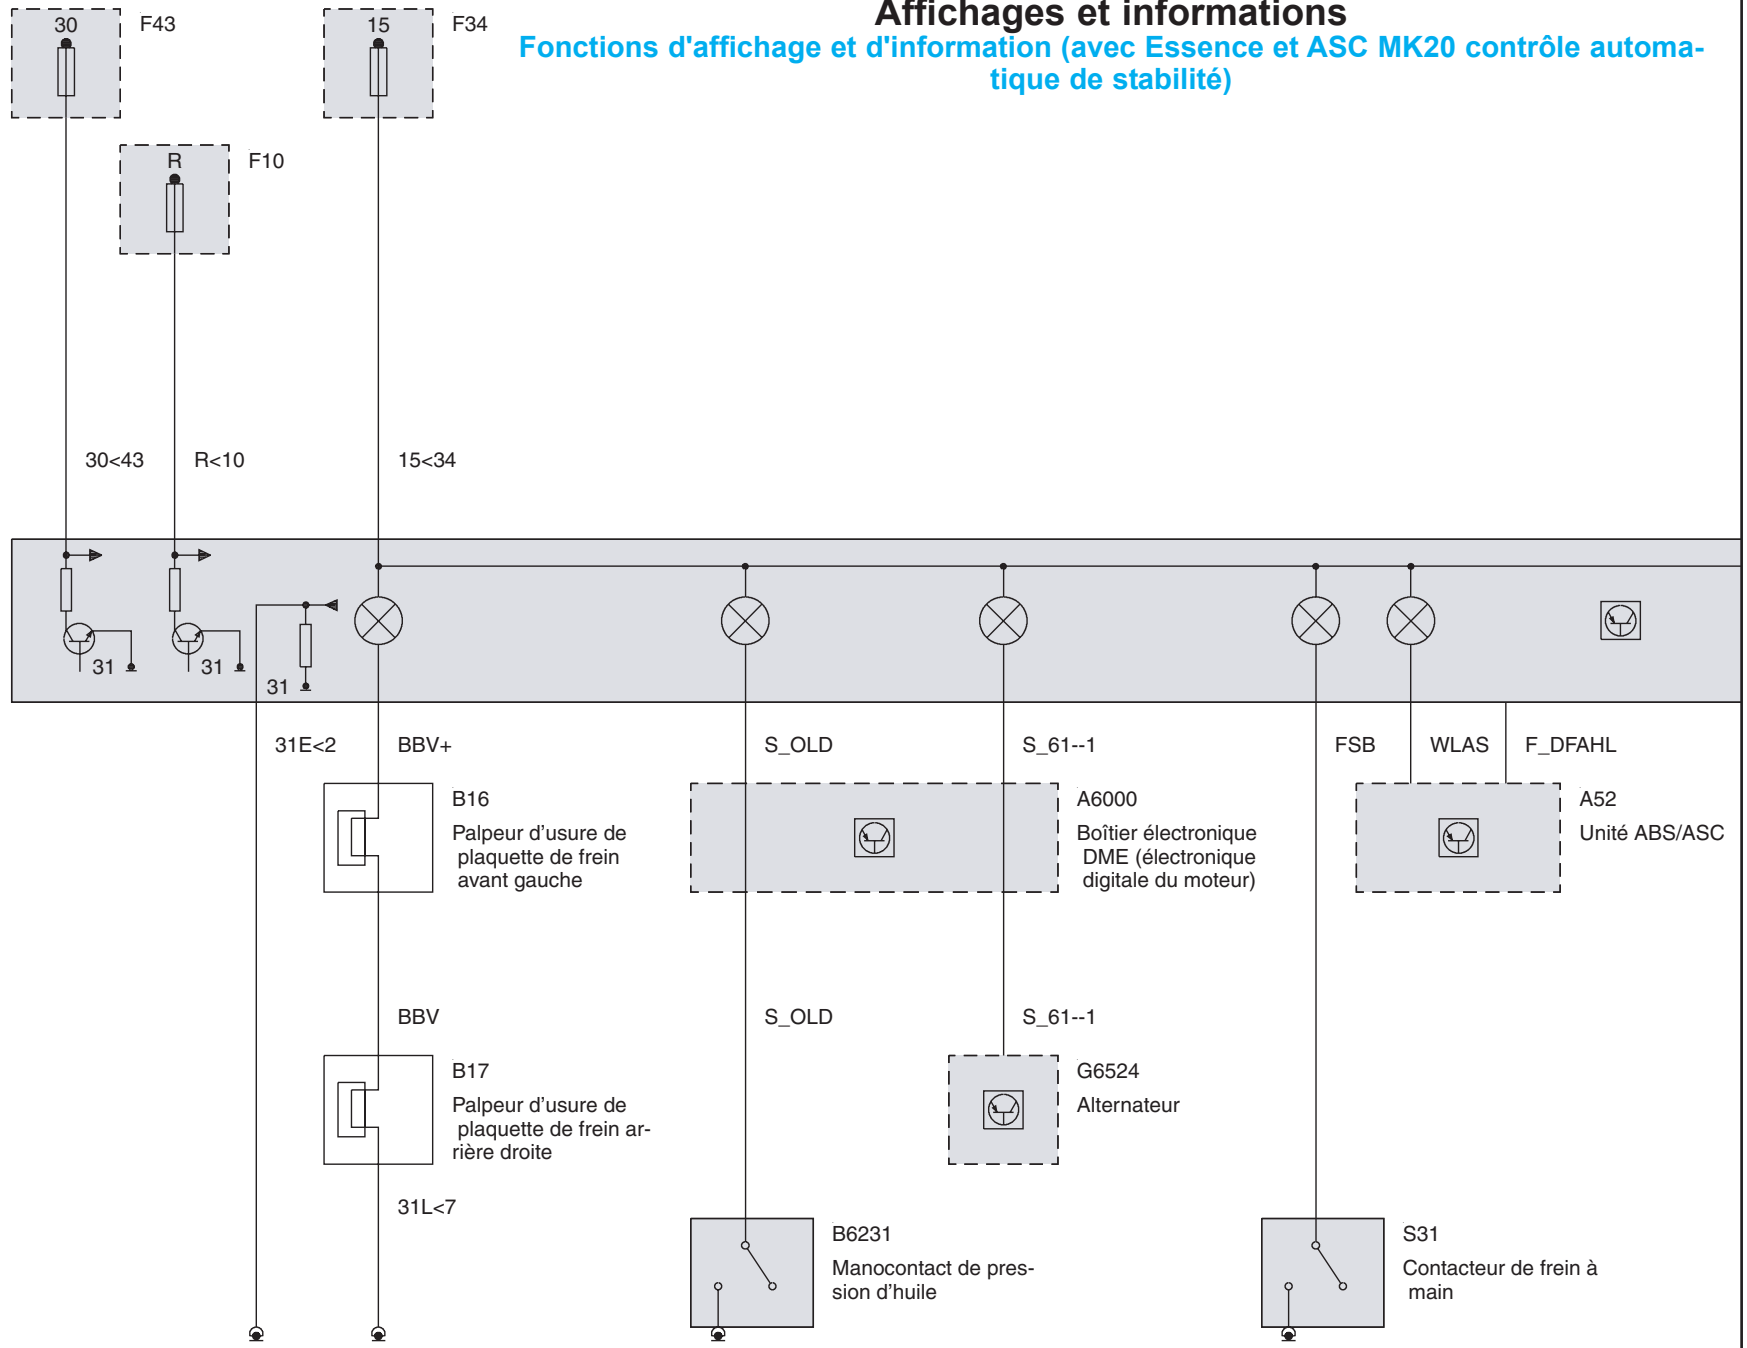 Affichages et informations
Fonctions d'affichage et d'information (avec Essence et ASC MK20 contrôle automa-
tique de stabilité)
30
F43
15
F34
R
F10
30<43
R<10
15<34
31
31
31
31E<2
BBV+
S_OLD
S_61--1
FSB
WLAS
F_DFAHL
B16
Palpeur d’usure de
plaquette de frein
avant gauche
A6000
Boîtier électronique
DME (électronique
digitale du moteur)
A52
Unité ABS/ASC
BBV
S_OLD
S_61--1
B17
Palpeur d’usure de
plaquette de frein ar-
rière droite
G6524
Alternateur
31L<7
B6231
Manocontact de pres-
sion d’huile
S31
Contacteur de frein à
main